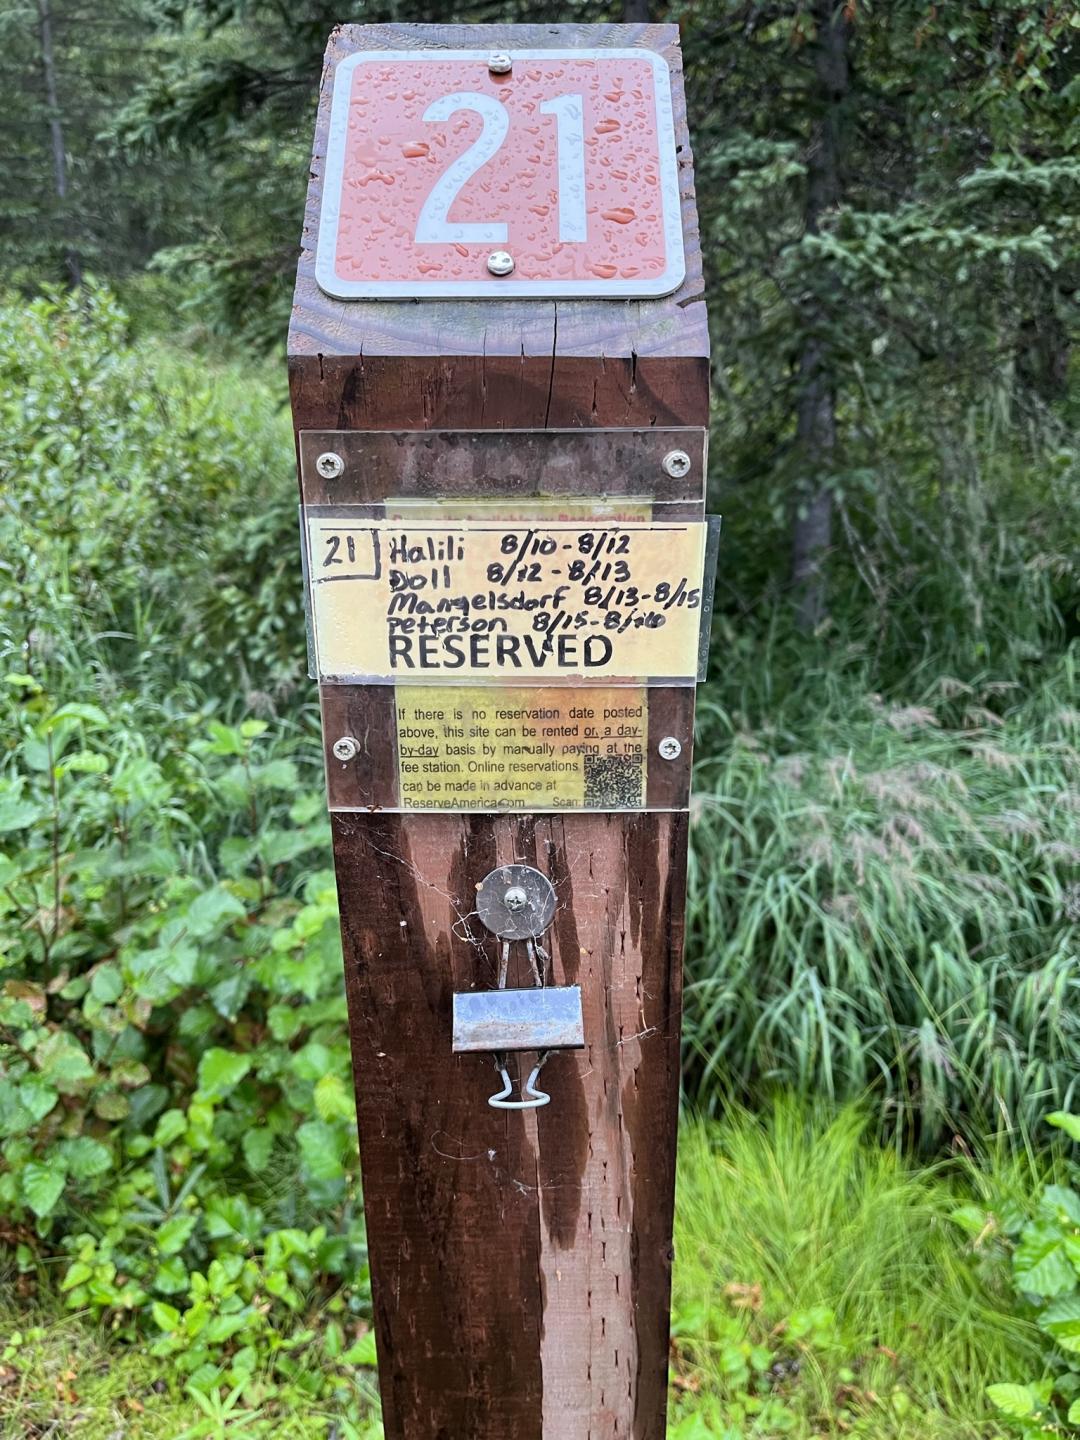 21
21 Halili 8/10-8/12
Doll 8/12-8/13
Mangelsdorf 8/13-8/15
Peterson 8/15-8/
RESERVED
If there is no reservation date posted
above, this site can be rented on a day-
by-day basis by manually paying at the
fee station. Online reservations
can be made in advance at
ReserveAmerica.com Scan: